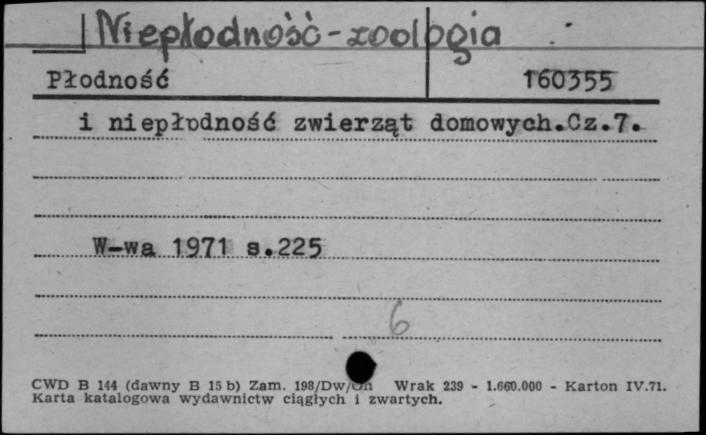 Niepłodność-zoologia
Płodność 160355
i niepłodność zwierząt domowych.Cz.7.
W-wa 1971 s.225
6
CWD B 144 (dawny B 15 b) Zam. 198/Dw/ Wrak 239 - 1.660.000 - Karton IV.71.
Karta katalogowa wydawnictw ciągłych i zwartych.